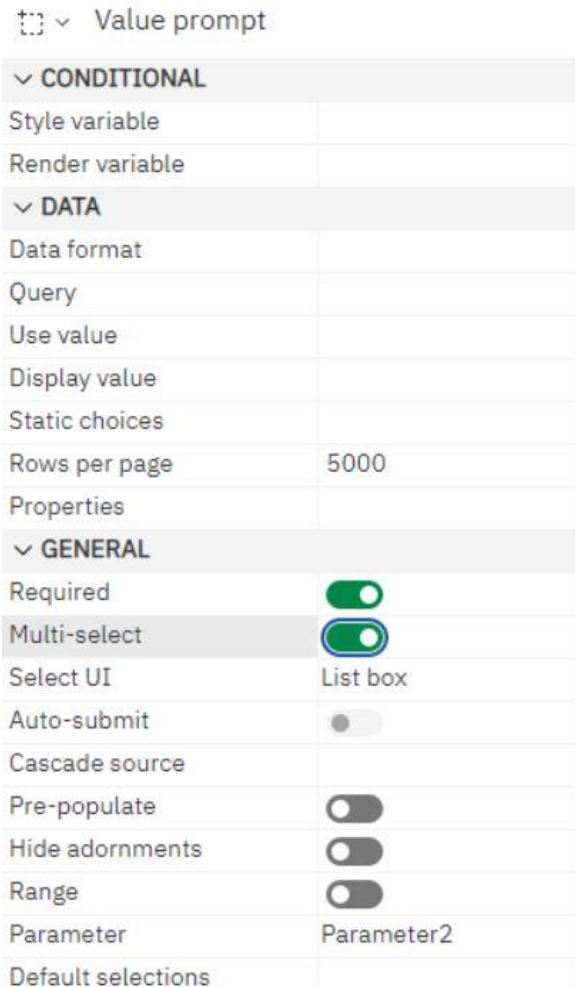 Value prompt
CONDITIONAL
Style variable
Render variable
DATA
Data format
Query
Use value
Display value
Static choices
Rows per page 5000
Properties
GENERAL
Required
Multi-select
Select UI List box
Auto-submit
Cascade source
Pre-populate
Hide adornments
Range
Parameter Parameter2
Default selections